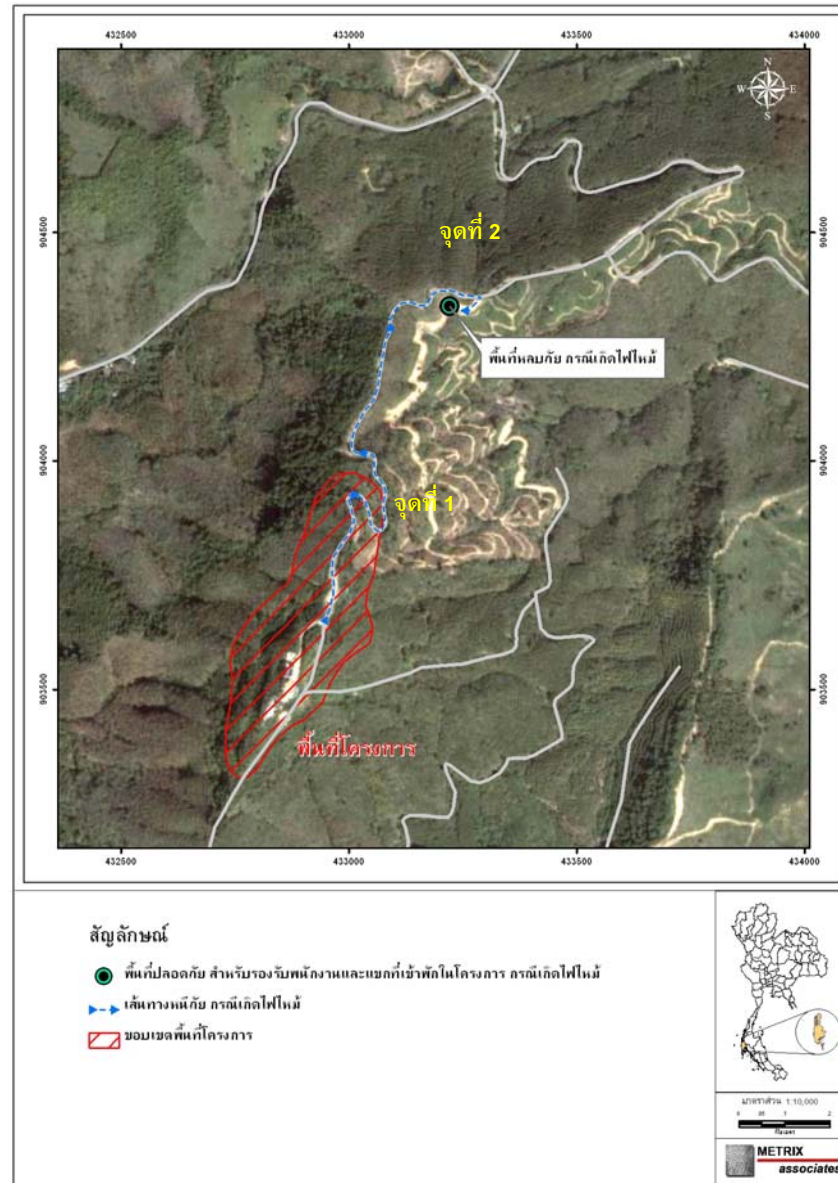 432500 433000 433500 434000
N
W E
S
904500 904500
จุดที่ 2
พื้นที่หลบภัย กรณีเกิดไฟไหม้
904000 904000
จุดที่ 1
903500 903500
พื้นที่โครงการ
432500 433000 433500 434000
สัญลักษณ์
พื้นที่ปลอดภัย สำหรับรองรับพนักงานและแขกที่เข้าพักในโครงการ กรณีเกิดไฟไหม้
เส้นทางหนีภัย กรณีเกิดไฟไหม้
ขอบเขตพื้นที่โครงการ
มาตราส่วน 1:10,000
METRIX
associates